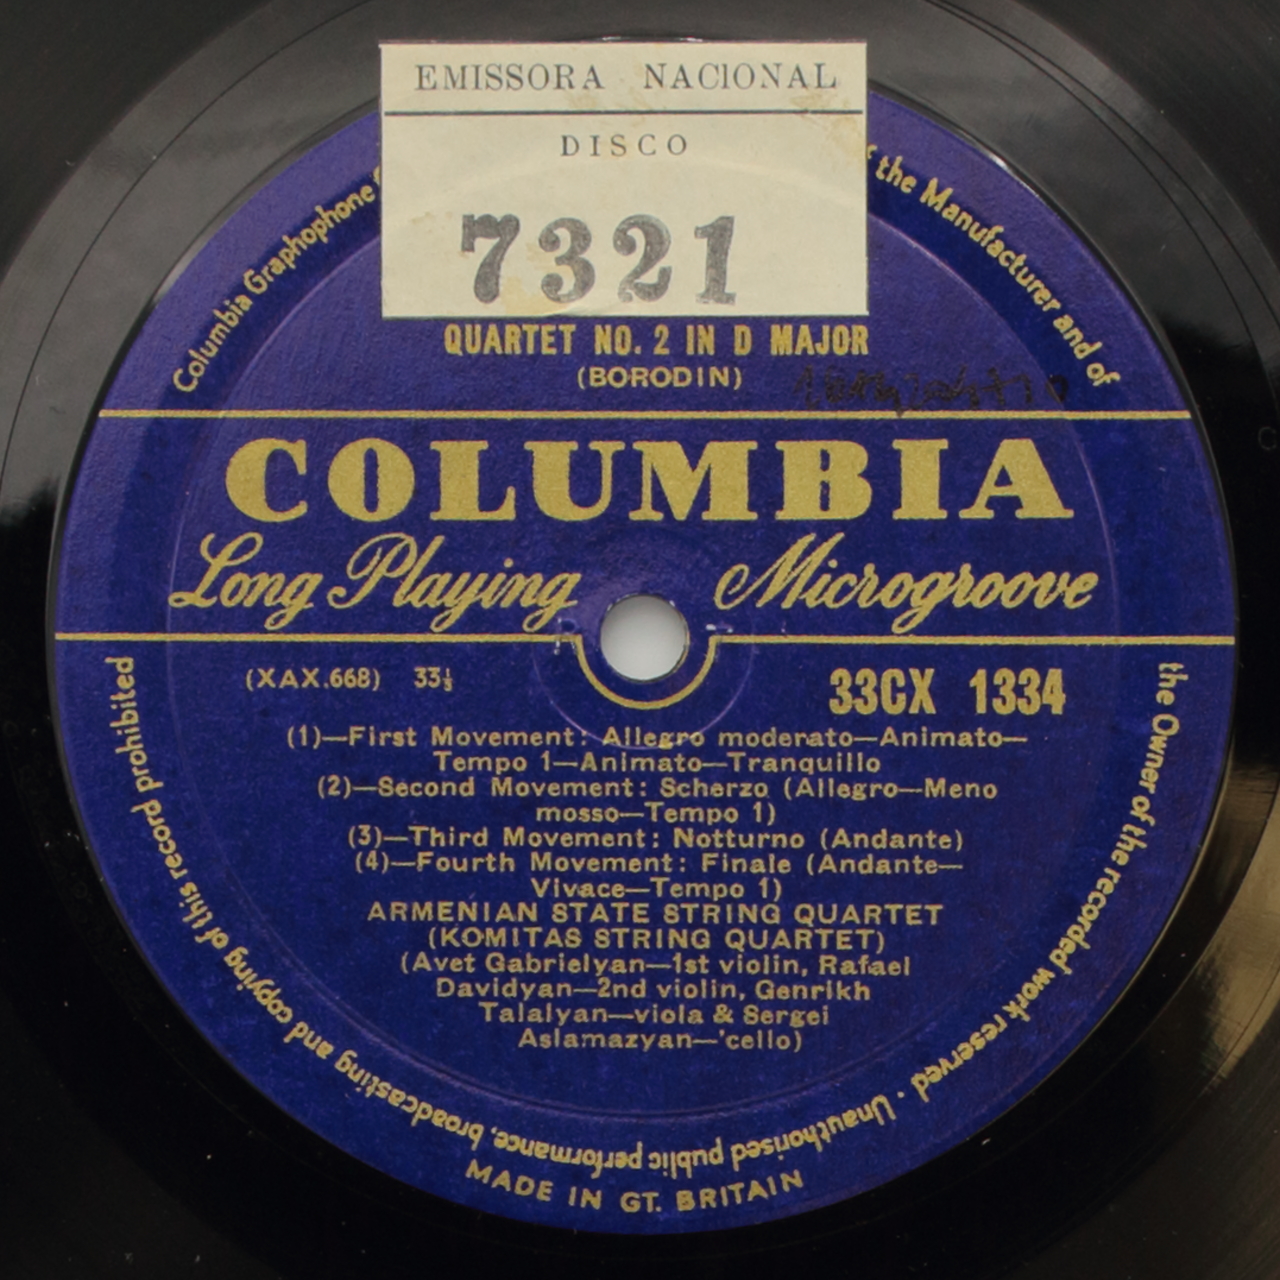 EMISSORA NACIONAL
DISCO
7321
Columbia Graphophone
the Manufacturer and of
the Owner of the recorded work reserved. Unauthorised public performance, broadcasting and copying of this record prohibited
QUARTET NO. 2 IN D MAJOR
(BORODIN)
COLUMBIA
Long Playing Microgroove
(XAX.668) 33⅓
33CX 1334
(1)—First Movement: Allegro moderato—Animato—
Tempo 1—Animato—Tranquillo
(2)—Second Movement: Scherzo (Allegro—Meno
mosso—Tempo 1)
(3)—Third Movement: Notturno (Andante)
(4)—Fourth Movement: Finale (Andante—
Vivace—Tempo 1)
ARMENIAN STATE STRING QUARTET
(KOMITAS STRING QUARTET)
(Avet Gabrielyan—1st violin, Rafael
Davidyan—2nd violin, Genrikh
Talalyan—viola & Sergei
Aslamazyan—'cello)
MADE IN GT. BRITAIN